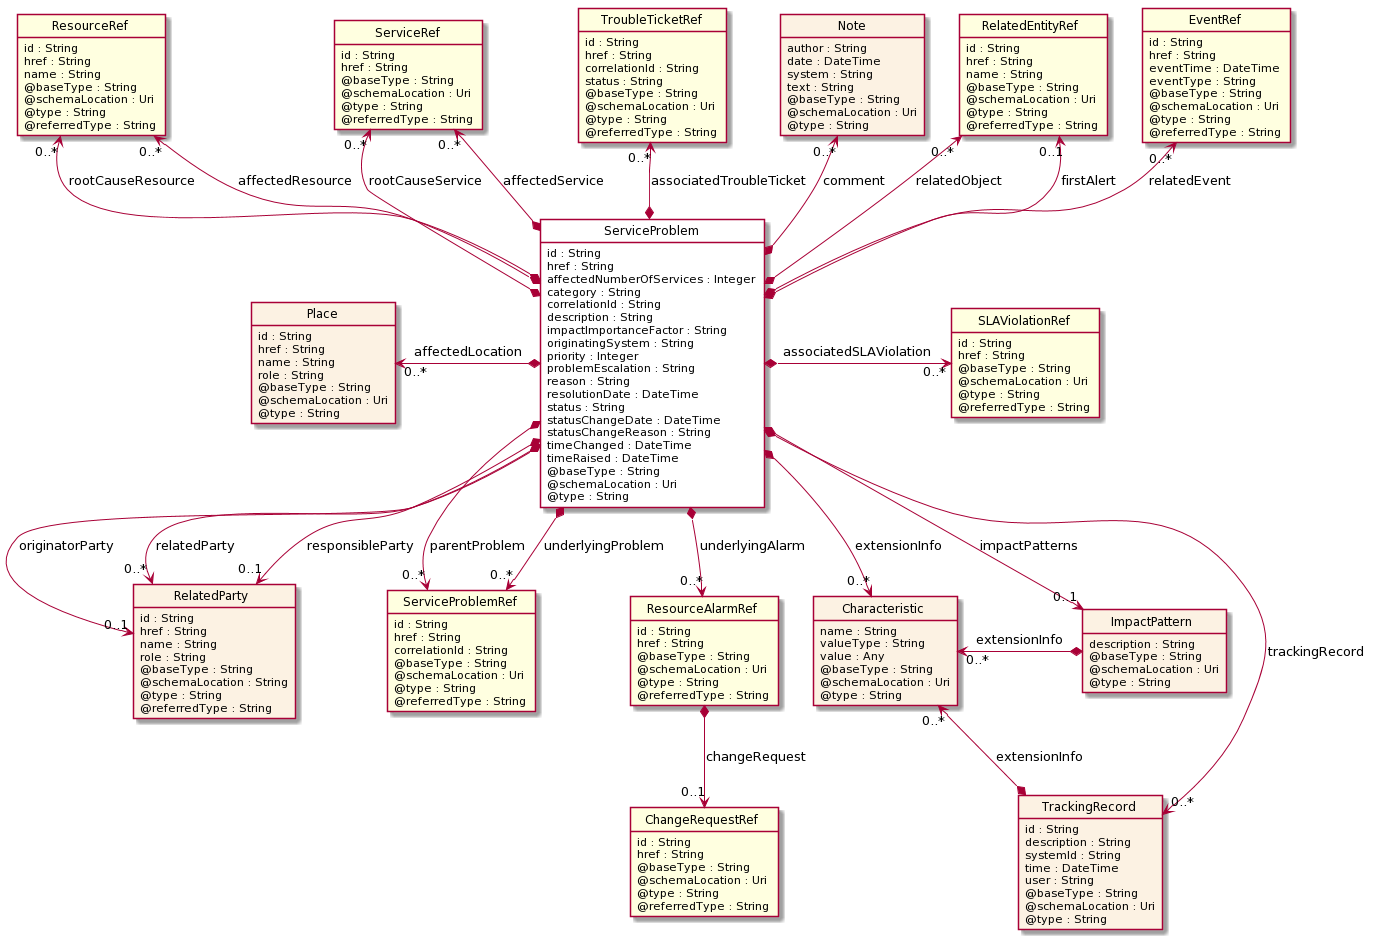 ResourceRef
id : String
href : String
name : String
@baseType : String
@schemaLocation : Uri
@type : String
@referredType : String
ServiceRef
id : String
href : String
@baseType : String
@schemaLocation : Uri
@type : String
@referredType : String
TroubleTicketRef
id : String
href : String
correlationId : String
status : String
@baseType : String
@schemaLocation : Uri
@type : String
@referredType : String
Note
author : String
date : DateTime
system : String
text : String
@baseType : String
@schemaLocation : Uri
@type : String
RelatedEntityRef
id : String
href : String
name : String
@baseType : String
@schemaLocation : Uri
@type : String
@referredType : String
EventRef
id : String
href : String
eventTime : DateTime
eventType : String
@baseType : String
@schemaLocation : Uri
@type : String
@referredType : String
0..*
0..*
0..*
0..*
0..*
0..*
0..*
0..1
0..*
rootCauseResource
affectedResource
rootCauseService
affectedService
associatedTroubleTicket
comment
relatedObject
firstAlert
relatedEvent
ServiceProblem
id : String
href : String
affectedNumberOfServices : Integer
category : String
correlationId : String
description : String
impactImportanceFactor : String
originatingSystem : String
priority : Integer
problemEscalation : String
reason : String
resolutionDate : DateTime
status : String
statusChangeDate : DateTime
statusChangeReason : String
timeChanged : DateTime
timeRaised : DateTime
@baseType : String
@schemaLocation : Uri
@type : String
Place
id : String
href : String
name : String
role : String
@baseType : String
@schemaLocation : Uri
@type : String
affectedLocation
0..*
associatedSLAViolation
0..*
SLAViolationRef
id : String
href : String
@baseType : String
@schemaLocation : Uri
@type : String
@referredType : String
originatorParty
relatedParty
responsibleParty
parentProblem
underlyingProblem
underlyingAlarm
extensionInfo
impactPatterns
0..*
0..1
0..*
0..*
0..*
0..*
0..1
0..1
RelatedParty
id : String
href : String
name : String
role : String
@baseType : String
@schemaLocation : String
@type : String
@referredType : String
ServiceProblemRef
id : String
href : String
correlationId : String
@baseType : String
@schemaLocation : Uri
@type : String
@referredType : String
ResourceAlarmRef
id : String
href : String
@baseType : String
@schemaLocation : Uri
@type : String
@referredType : String
Characteristic
name : String
valueType : String
value : Any
@baseType : String
@schemaLocation : Uri
@type : String
extensionInfo
0..*
ImpactPattern
description : String
@baseType : String
@schemaLocation : Uri
@type : String
trackingRecord
0..*
changeRequest
extensionInfo
0..1
0..*
ChangeRequestRef
id : String
href : String
@baseType : String
@schemaLocation : Uri
@type : String
@referredType : String
TrackingRecord
id : String
description : String
systemId : String
time : DateTime
user : String
@baseType : String
@schemaLocation : Uri
@type : String